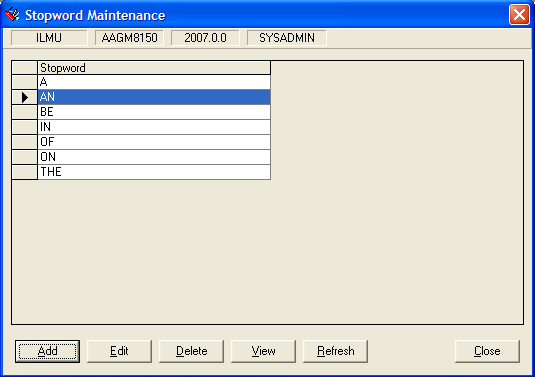 Stopword Maintenance
ILMU AAGM8150 2007.0.0 SYSADMIN
Stopword
A
AN
BE
IN
OF
ON
THE
Add Edit Delete View Refresh Close